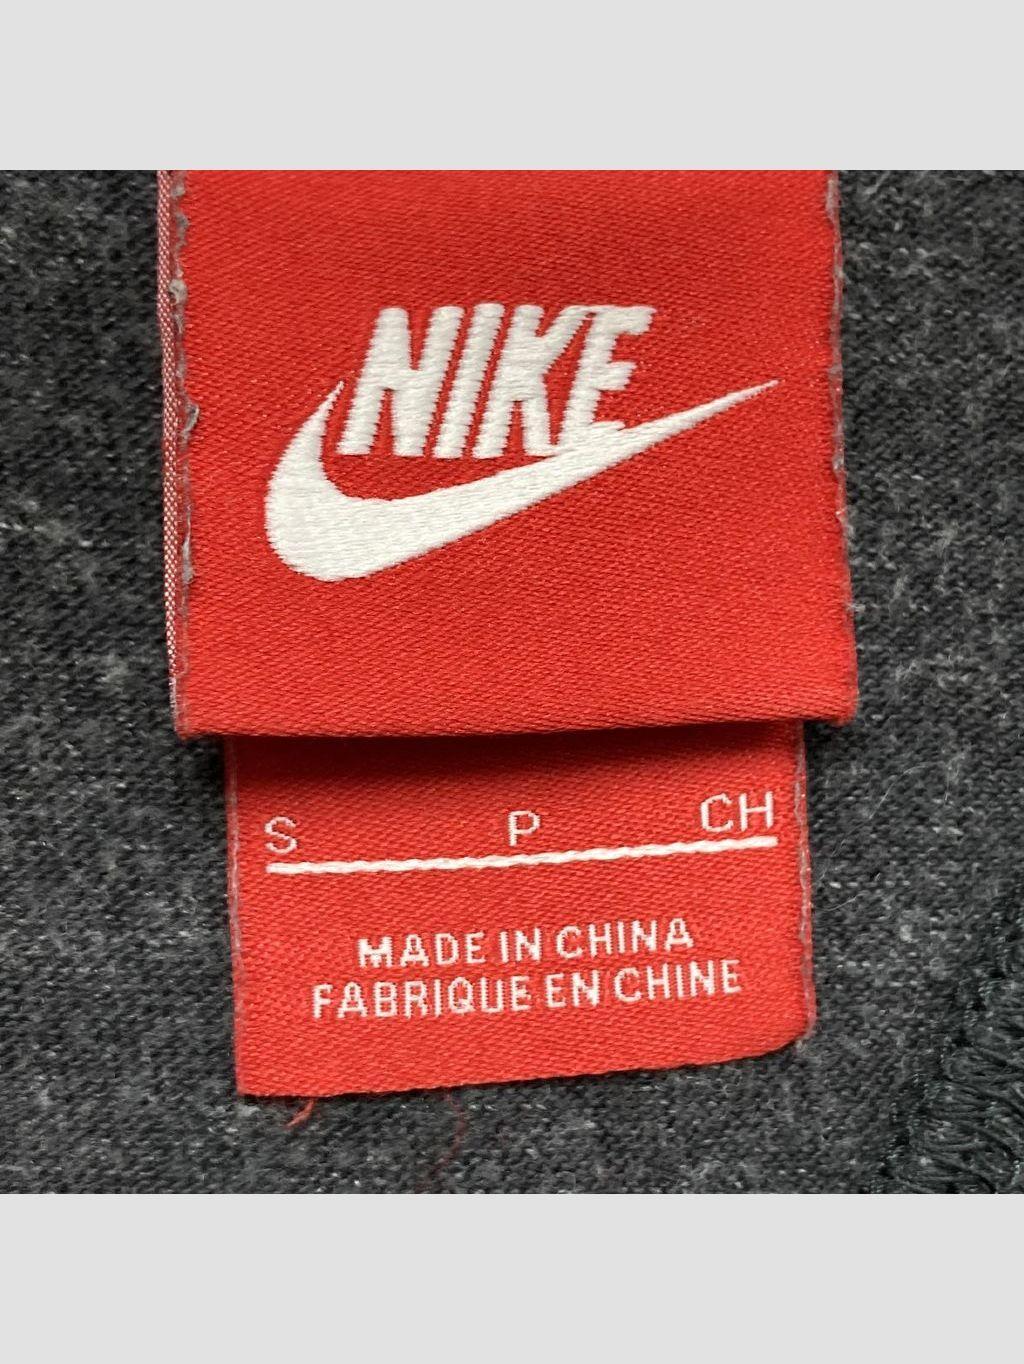 NIKE
S P CH
MADE IN CHINA
FABRIQUE EN CHINE